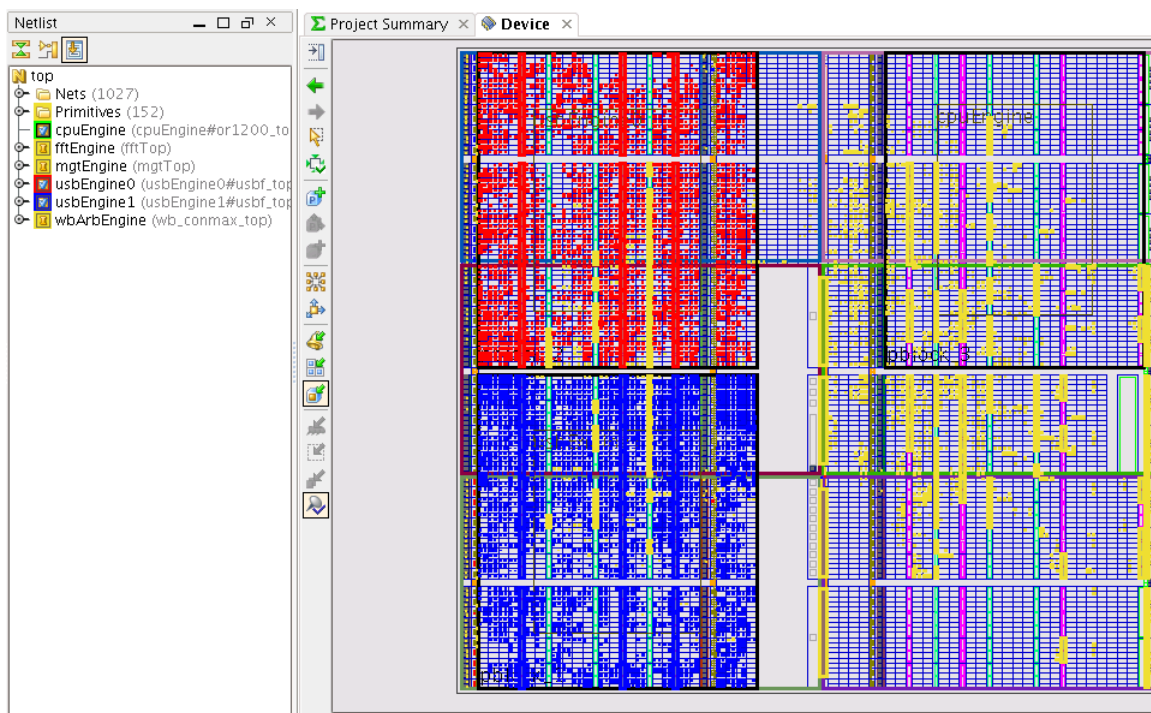 Netlist
Project Summary
Device
top
Nets (1027)
Primitives (152)
cpuEngine (cpuEngine#or1200_to
fftEngine (fftTop)
mgtEngine (mgtTop)
usbEngine0 (usbEngine0#usbf_top
usbEngine1 (usbEngine1#usbf_top
wbArbEngine (wb_conmax_top)
cpuEngine
pblock_3